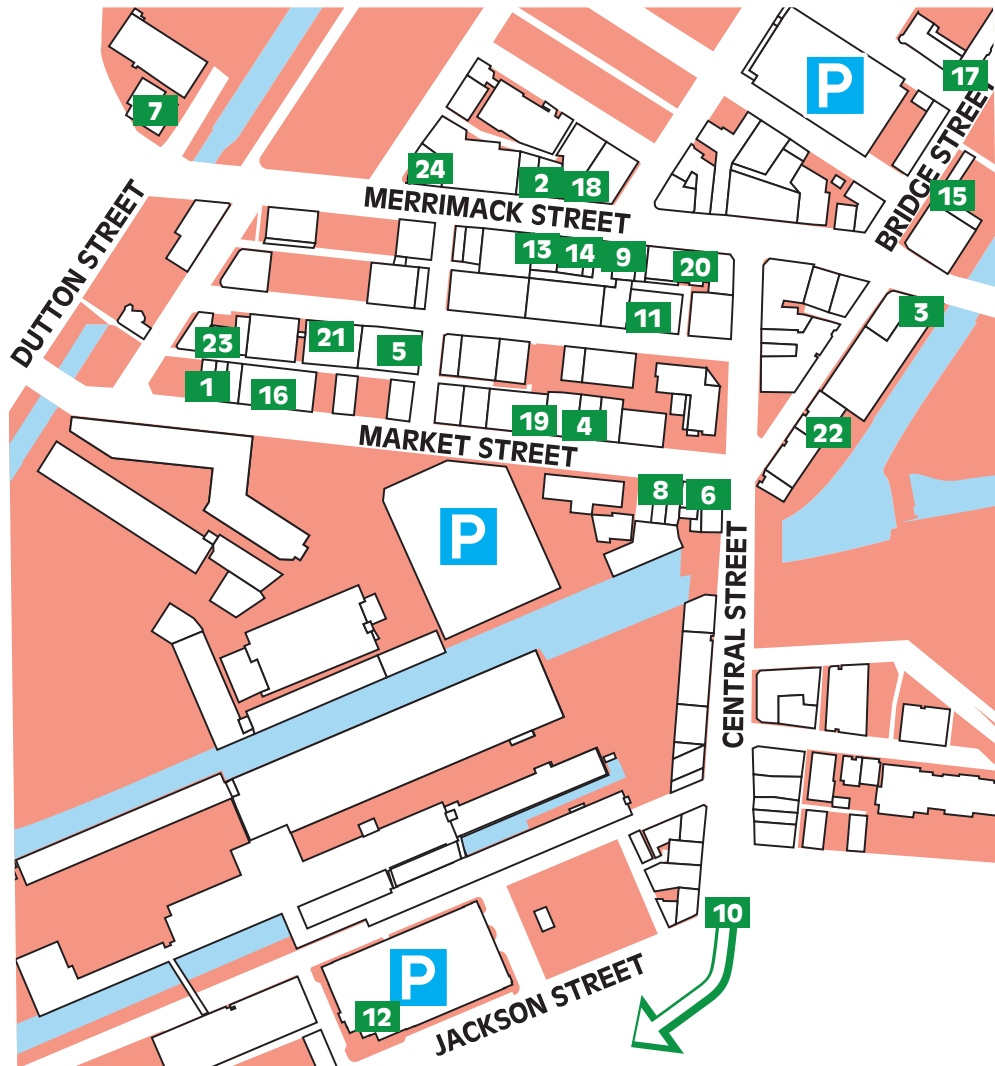 P
17
7
24
2
18
15
MERRIMACK STREET
BRIDGE STREET
DUTTON STREET
13
14
9
20
11
3
23
21
5
1
16
19
4
22
MARKET STREET
8
6
P
CENTRAL STREET
10
P
12
JACKSON STREET